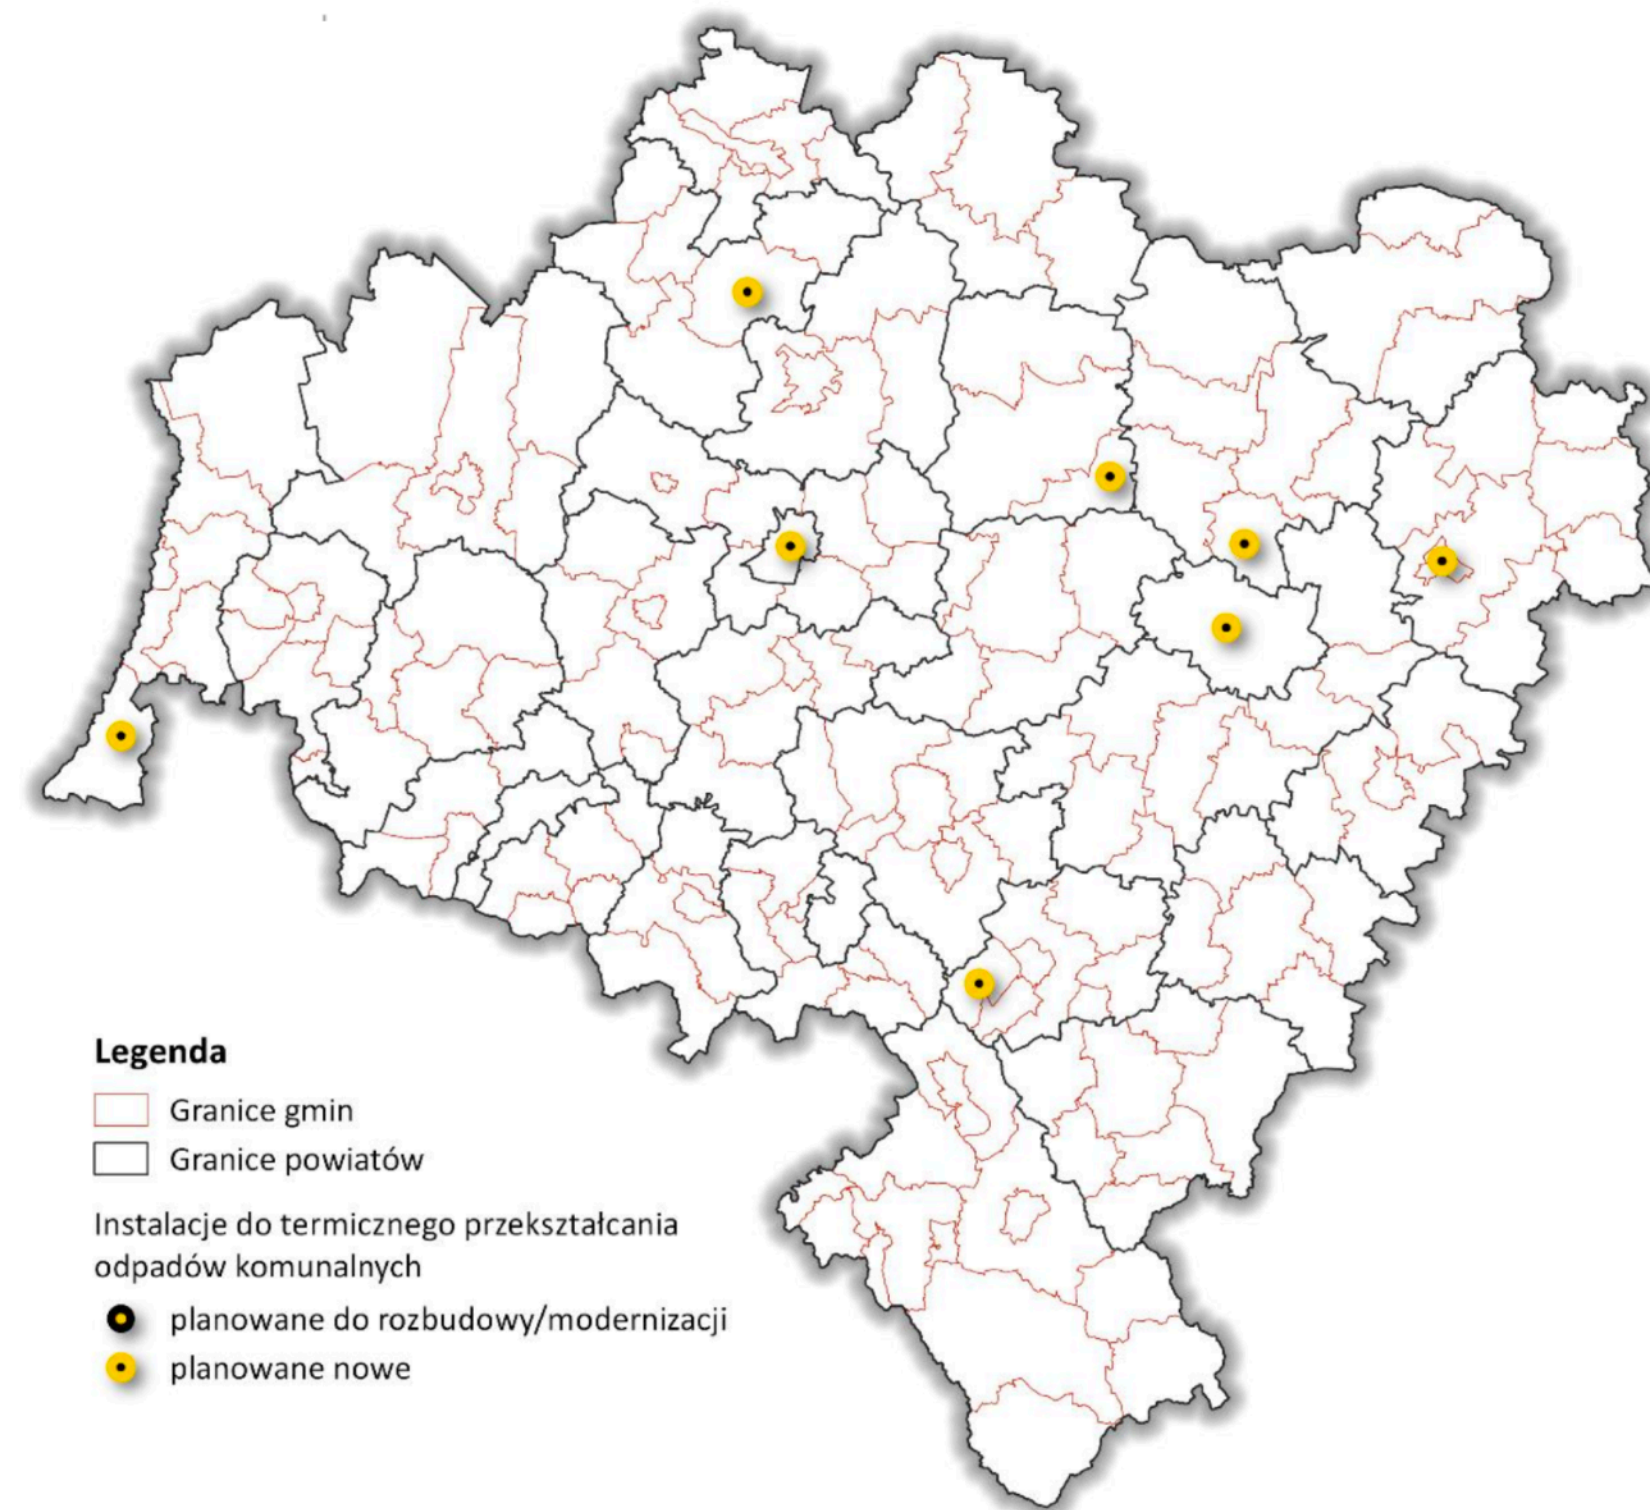 Legenda
Granice gmin
Granice powiatów
Instalacje do termicznego przekształcania
odpadów komunalnych
planowane do rozbudowy/modernizacji
planowane nowe